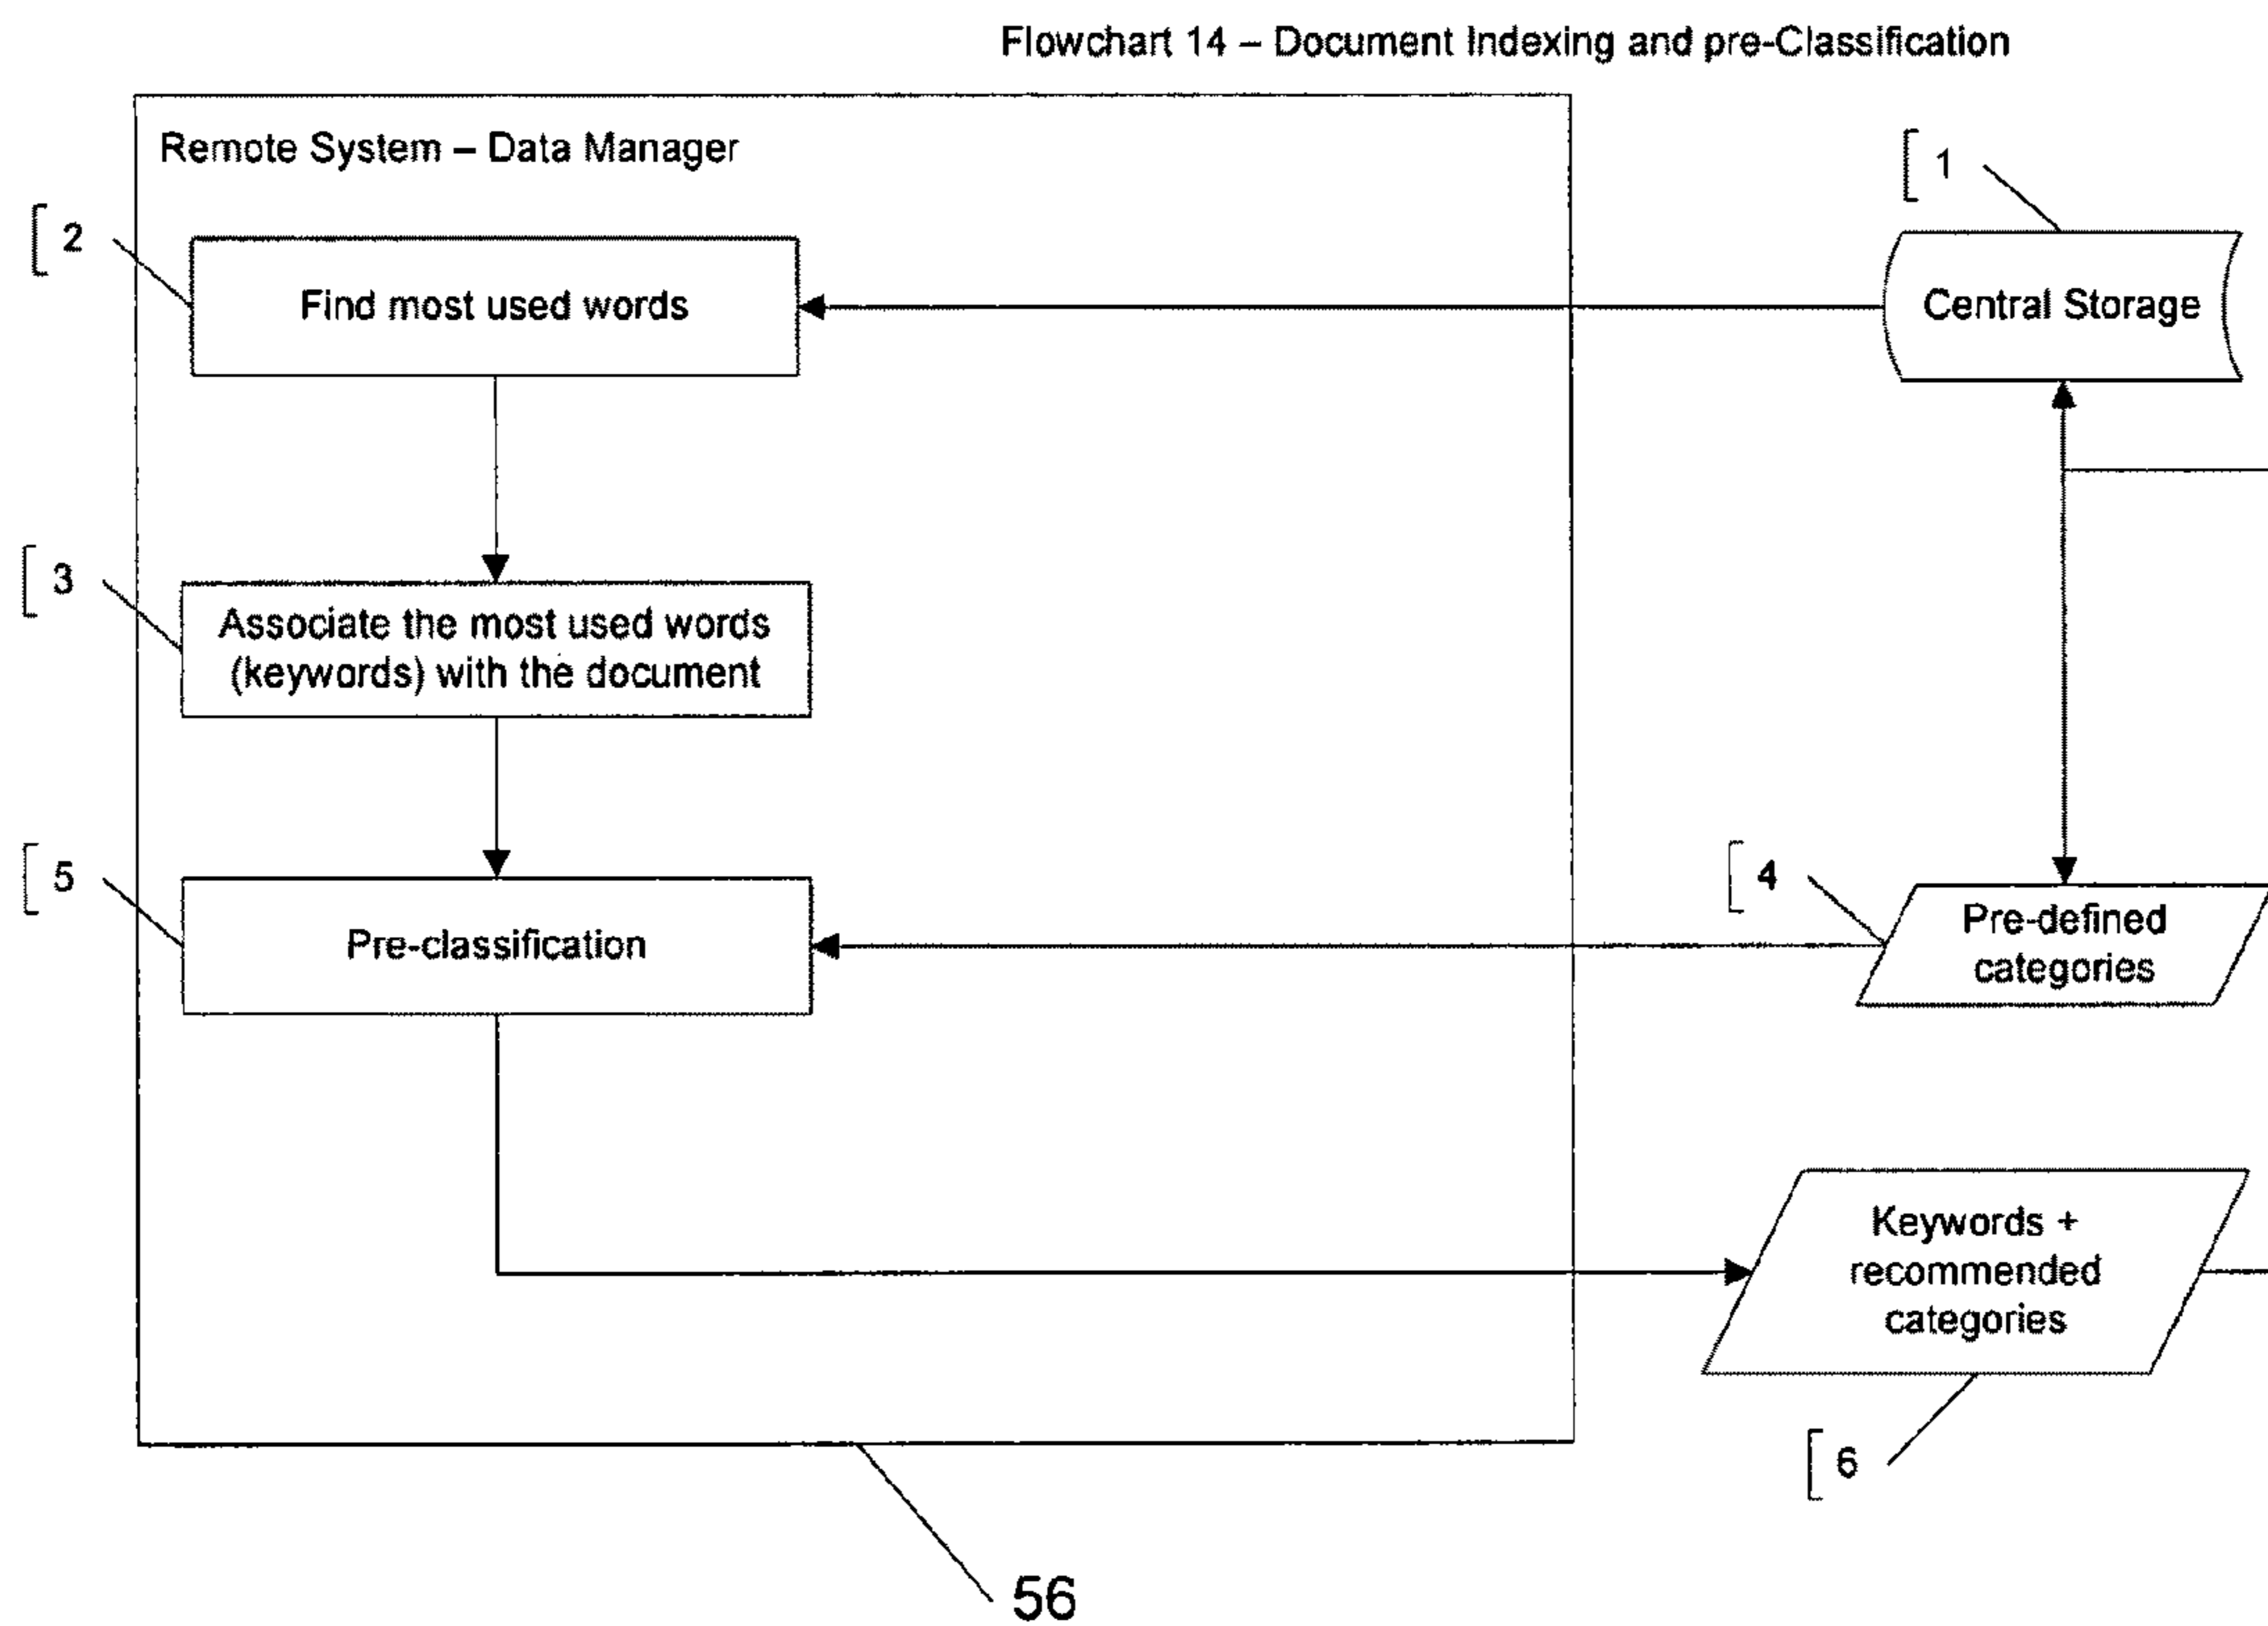 Flowchart 14 – Document Indexing and pre-Classification
Remote System – Data Manager
1
2
Find most used words
Central Storage
3
Associate the most used words
(keywords) with the document
5
Pre-classification
4
Pre-defined
categories
Keywords +
recommended
categories
6
56